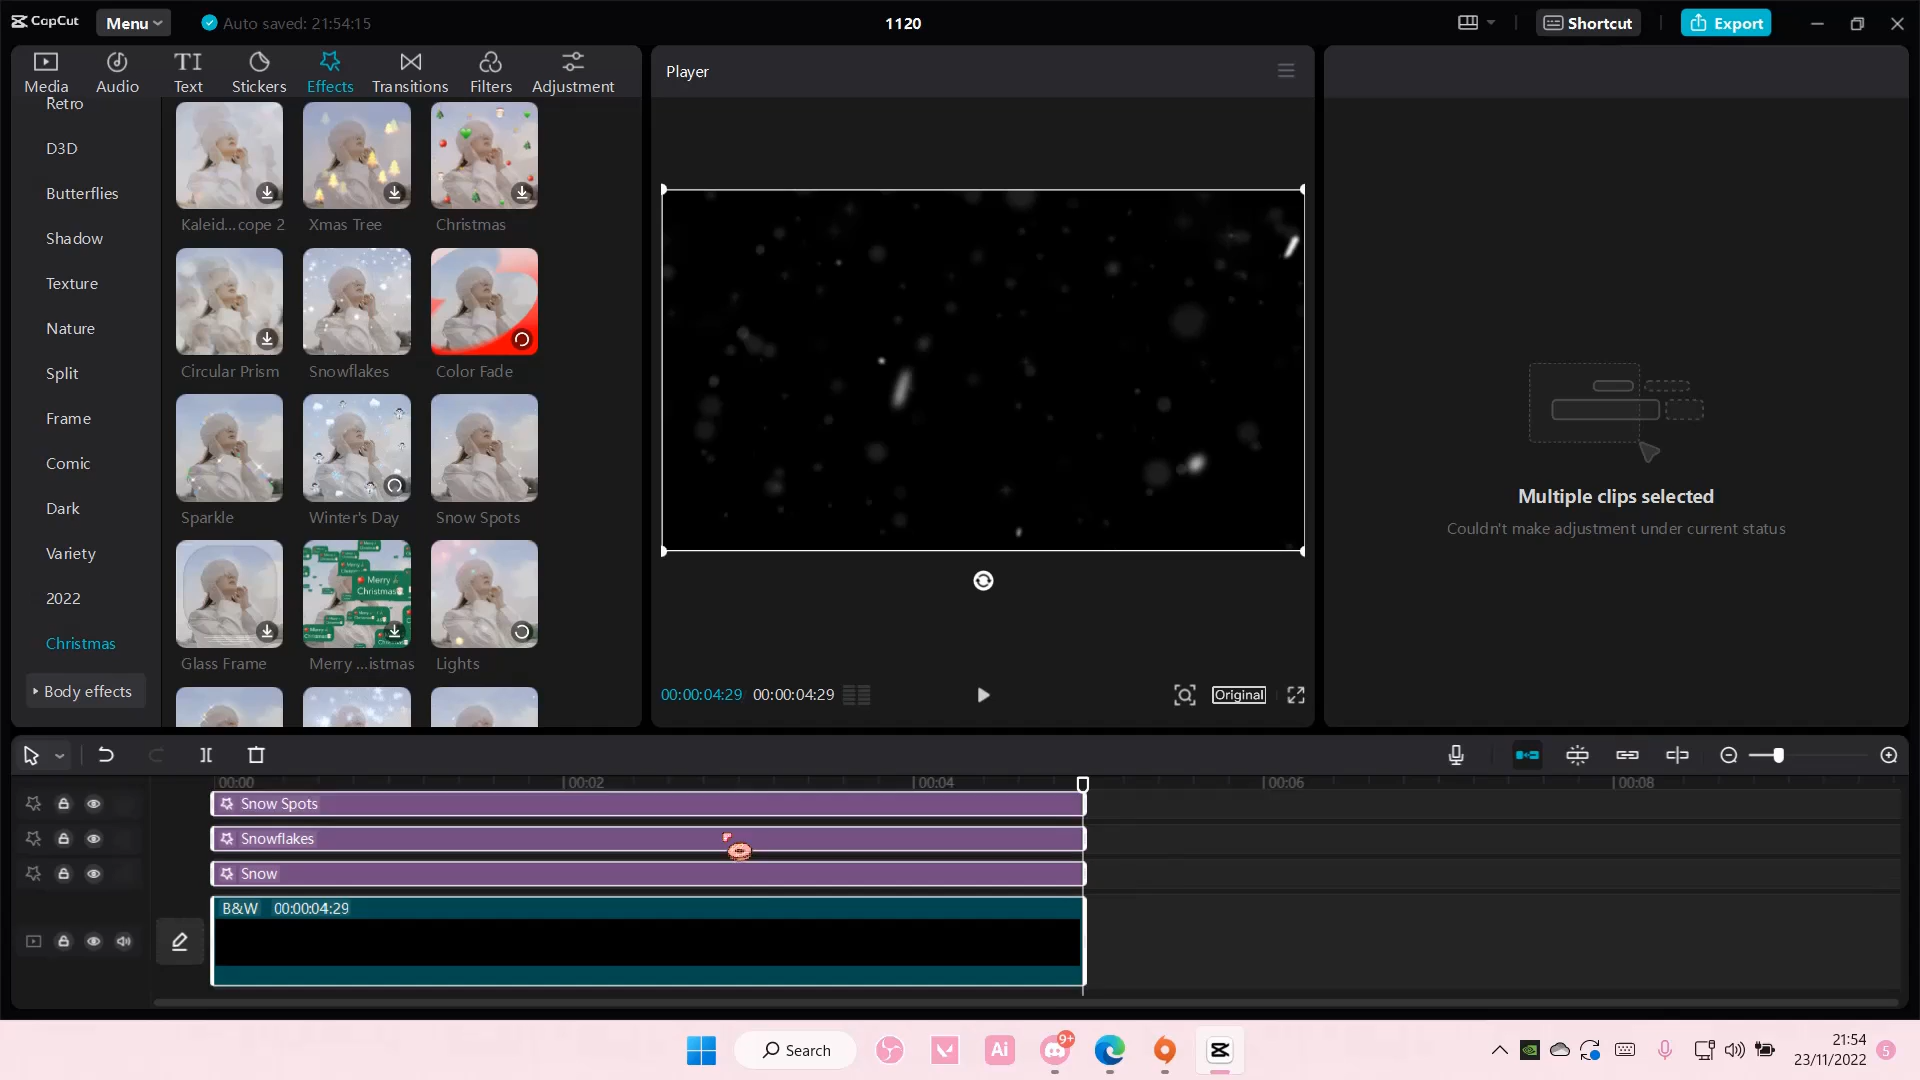 CapCut
Menu
Auto saved: 21:54:15
1120
Shortcut
Export
Media
Audio
Text
Stickers
Effects
Transitions
Filters
Adjustment
Retro
D3D
Butterflies
Shadow
Texture
Nature
Split
Frame
Comic
Dark
Variety
2022
Christmas
Body effects
Kaleid...cope 2
Xmas Tree
Christmas
Circular Prism
Snowflakes
Color Fade
Sparkle
Winter's Day
Snow Spots
Merry
Christmas
Glass Frame
Merry ...istmas
Lights
Player
00:00:04:29
00:00:04:29
Original
Multiple clips selected
Couldn't make adjustment under current status
00:00
00:02
00:04
00:06
00:08
Snow Spots
Snowflakes
Snow
B&W 00:00:04:29
Search
Ai
9+
21:54
23/11/2022
5